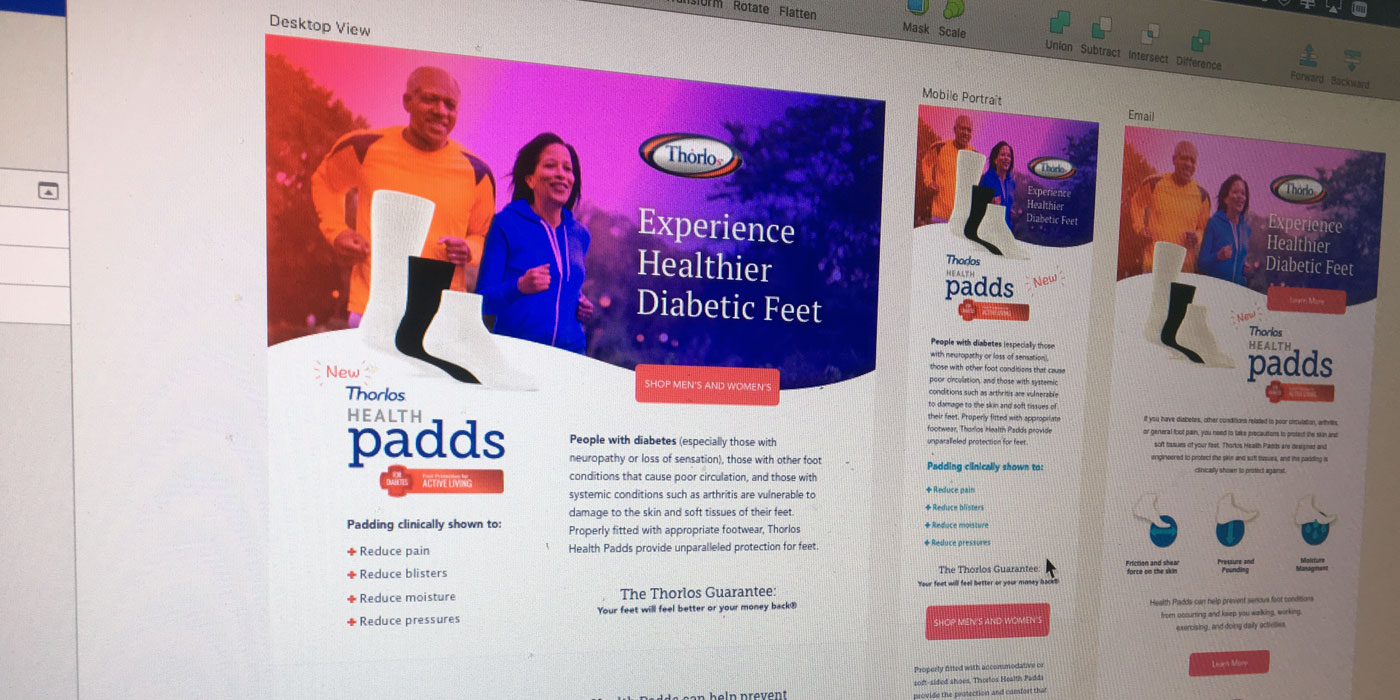 Transform Rotate Flatten
Mask Scale
Union Subtract Intersect Difference
Forward Backward
Desktop View
Thorlos
Experience
Healthier
Diabetic Feet
SHOP MEN'S AND WOMEN'S
New
Thorlos
HEALTH
padds
FOR
DIABETES
ACTIVE LIVING
Padding clinically shown to:
+ Reduce pain
+ Reduce blisters
+ Reduce moisture
+ Reduce pressures
People with diabetes (especially those with
neuropathy or loss of sensation), those with other foot
conditions that cause poor circulation, and those with
systemic conditions such as arthritis are vulnerable to
damage to the skin and soft tissues of their feet.
Properly fitted with appropriate footwear, Thorlos
Health Padds provide unparalleled protection for feet.
The Thorlos Guarantee:
Your feet will feel better or your money back®
Padds can help prevent
Mobile Portrait
Thorlos
Experience
Healthier
Diabetic Feet
Thorlos
HEALTH
padds
New
ACTIVE LIVING
People with diabetes (especially those
with neuropathy or loss of sensation),
those with other foot conditions that cause
poor circulation, and those with systemic
conditions such as arthritis are vulnerable
to damage to the skin and soft tissues of
their feet. Properly fitted with appropriate
footwear, Thorlos Health Padds provide
unparalleled protection for feet.
Padding clinically shown to:
+ Reduce pain
+ Reduce blisters
+ Reduce moisture
+ Reduce pressures
The Thorlos Guarantee:
Your feet will feel better or your money back®
SHOP MEN'S AND WOMEN'S
Properly fitted with accommodative or
soft-sided shoes, Thorlos Health Padds
provide the protection and comfort that
Email
Thorlo
Experience
Healthier
Diabetic Feet
Learn More
New
Thorlos
HEALTH
padds
ACTIVE LIVING
If you have diabetes, other conditions related to poor circulation, arthritis,
or general foot pain, you need to take precautions to protect the skin and
soft tissues of your feet. Thorlos Health Padds are designed and
engineered to protect the skin and soft tissues, and the padding is
clinically shown to protect against.
Friction and shear
force on the skin
Pressure and
Pounding
Moisture
Managment
Health Padds can help prevent serious foot conditions
from occurring and keep you walking, working,
exercising, and doing daily activities.
Learn More